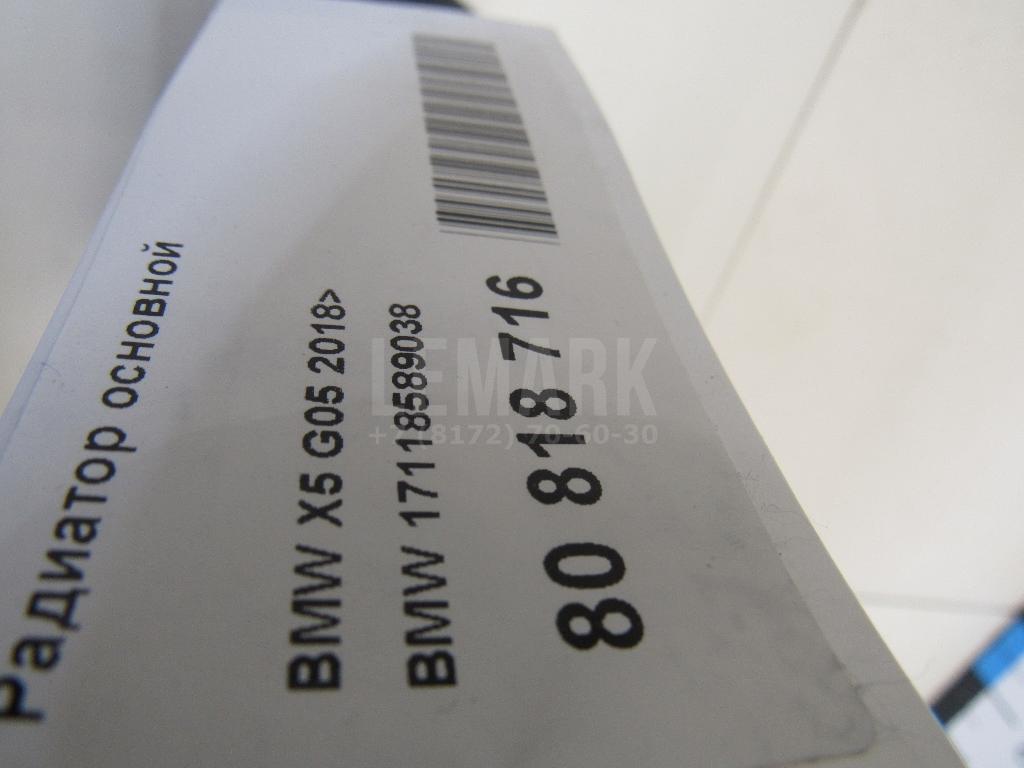 Радиатор основной
BMW X5 G05 2018>
BMW 17118589038
80 818 716
LEMARK
+7(8172) 70-60-30